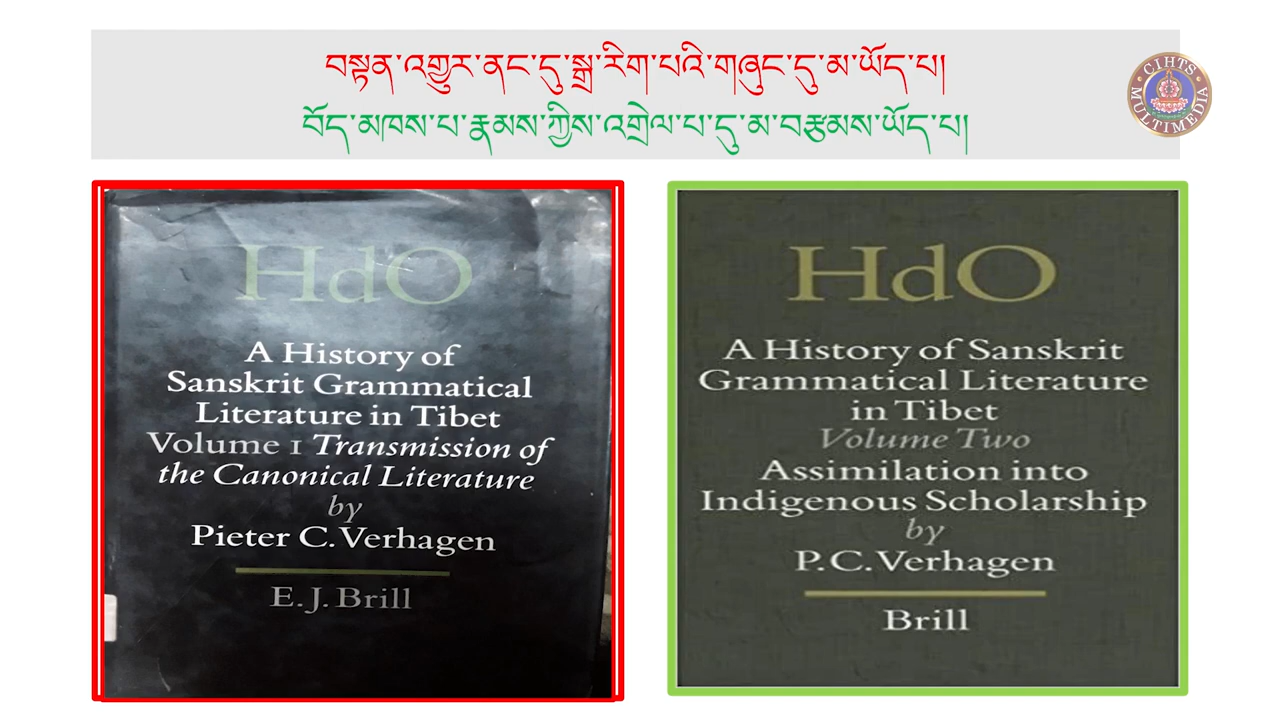 བསྟན་འགྱུར་ནང་དུ་སྒྲ་རིག་པའི་གཞུང་དུ་མ་ཡོད་པ།
བོད་མཁས་པ་རྣམས་ཀྱིས་འགྲེལ་པ་དུ་མ་བརྩམས་ཡོད་པ།
CIHTS
MULTIMEDIA
HdO
A History of
Sanskrit Grammatical
Literature in Tibet
Volume 1 Transmission of
the Canonical Literature
by
Pieter C. Verhagen
E. J. Brill
HdO
A History of Sanskrit
Grammatical Literature
in Tibet
Volume Two
Assimilation into
Indigenous Scholarship
by
P. C. Verhagen
Brill